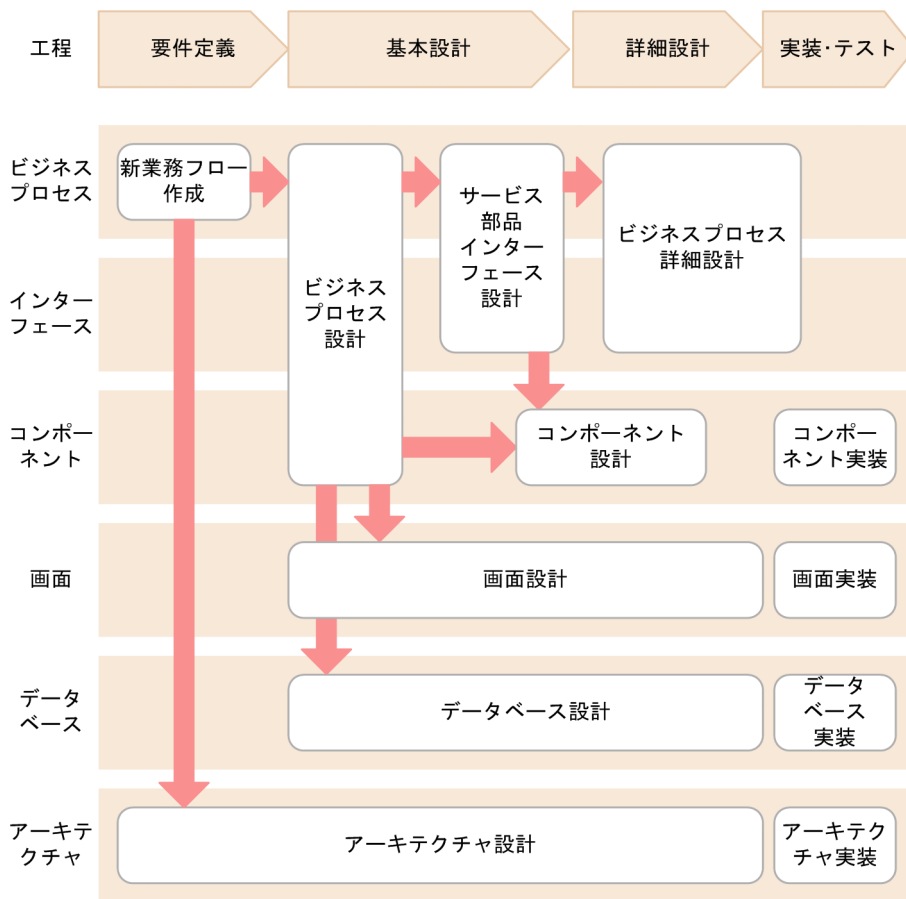 工程
要件定義
基本設計
詳細設計
実装･テスト
ビジネス
プロセス
新業務フロー
作成
ビジネス
プロセス
設計
サービス
部品
インター
フェース
設計
ビジネスプロセス
詳細設計
インター
フェース
コンポー
ネント
コンポーネント
設計
コンポー
ネント実装
画面
画面設計
画面実装
データ
ベース
データベース設計
データ
ベース
実装
アーキテ
クチャ
アーキテクチャ設計
アーキテク
チャ実装